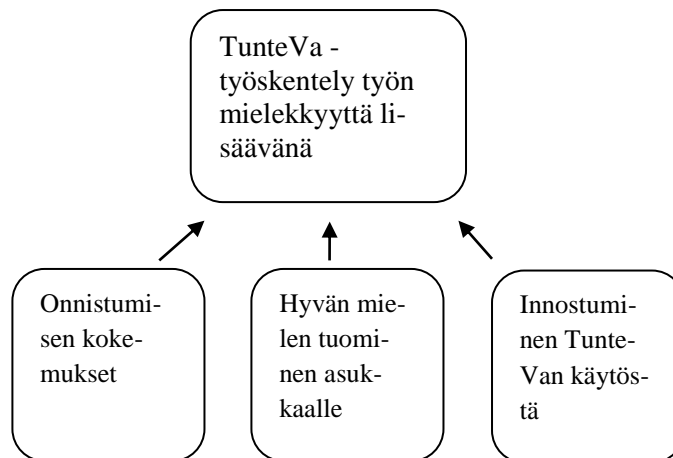 TunteVa -
työskentely työn
mielekkyyttä li-
säävänä
Onnistumi-
sen koke-
mukset
Hyvän mie-
len tuomi-
nen asuk-
kaalle
Innostumi-
nen Tunte-
Van käytös-
tä